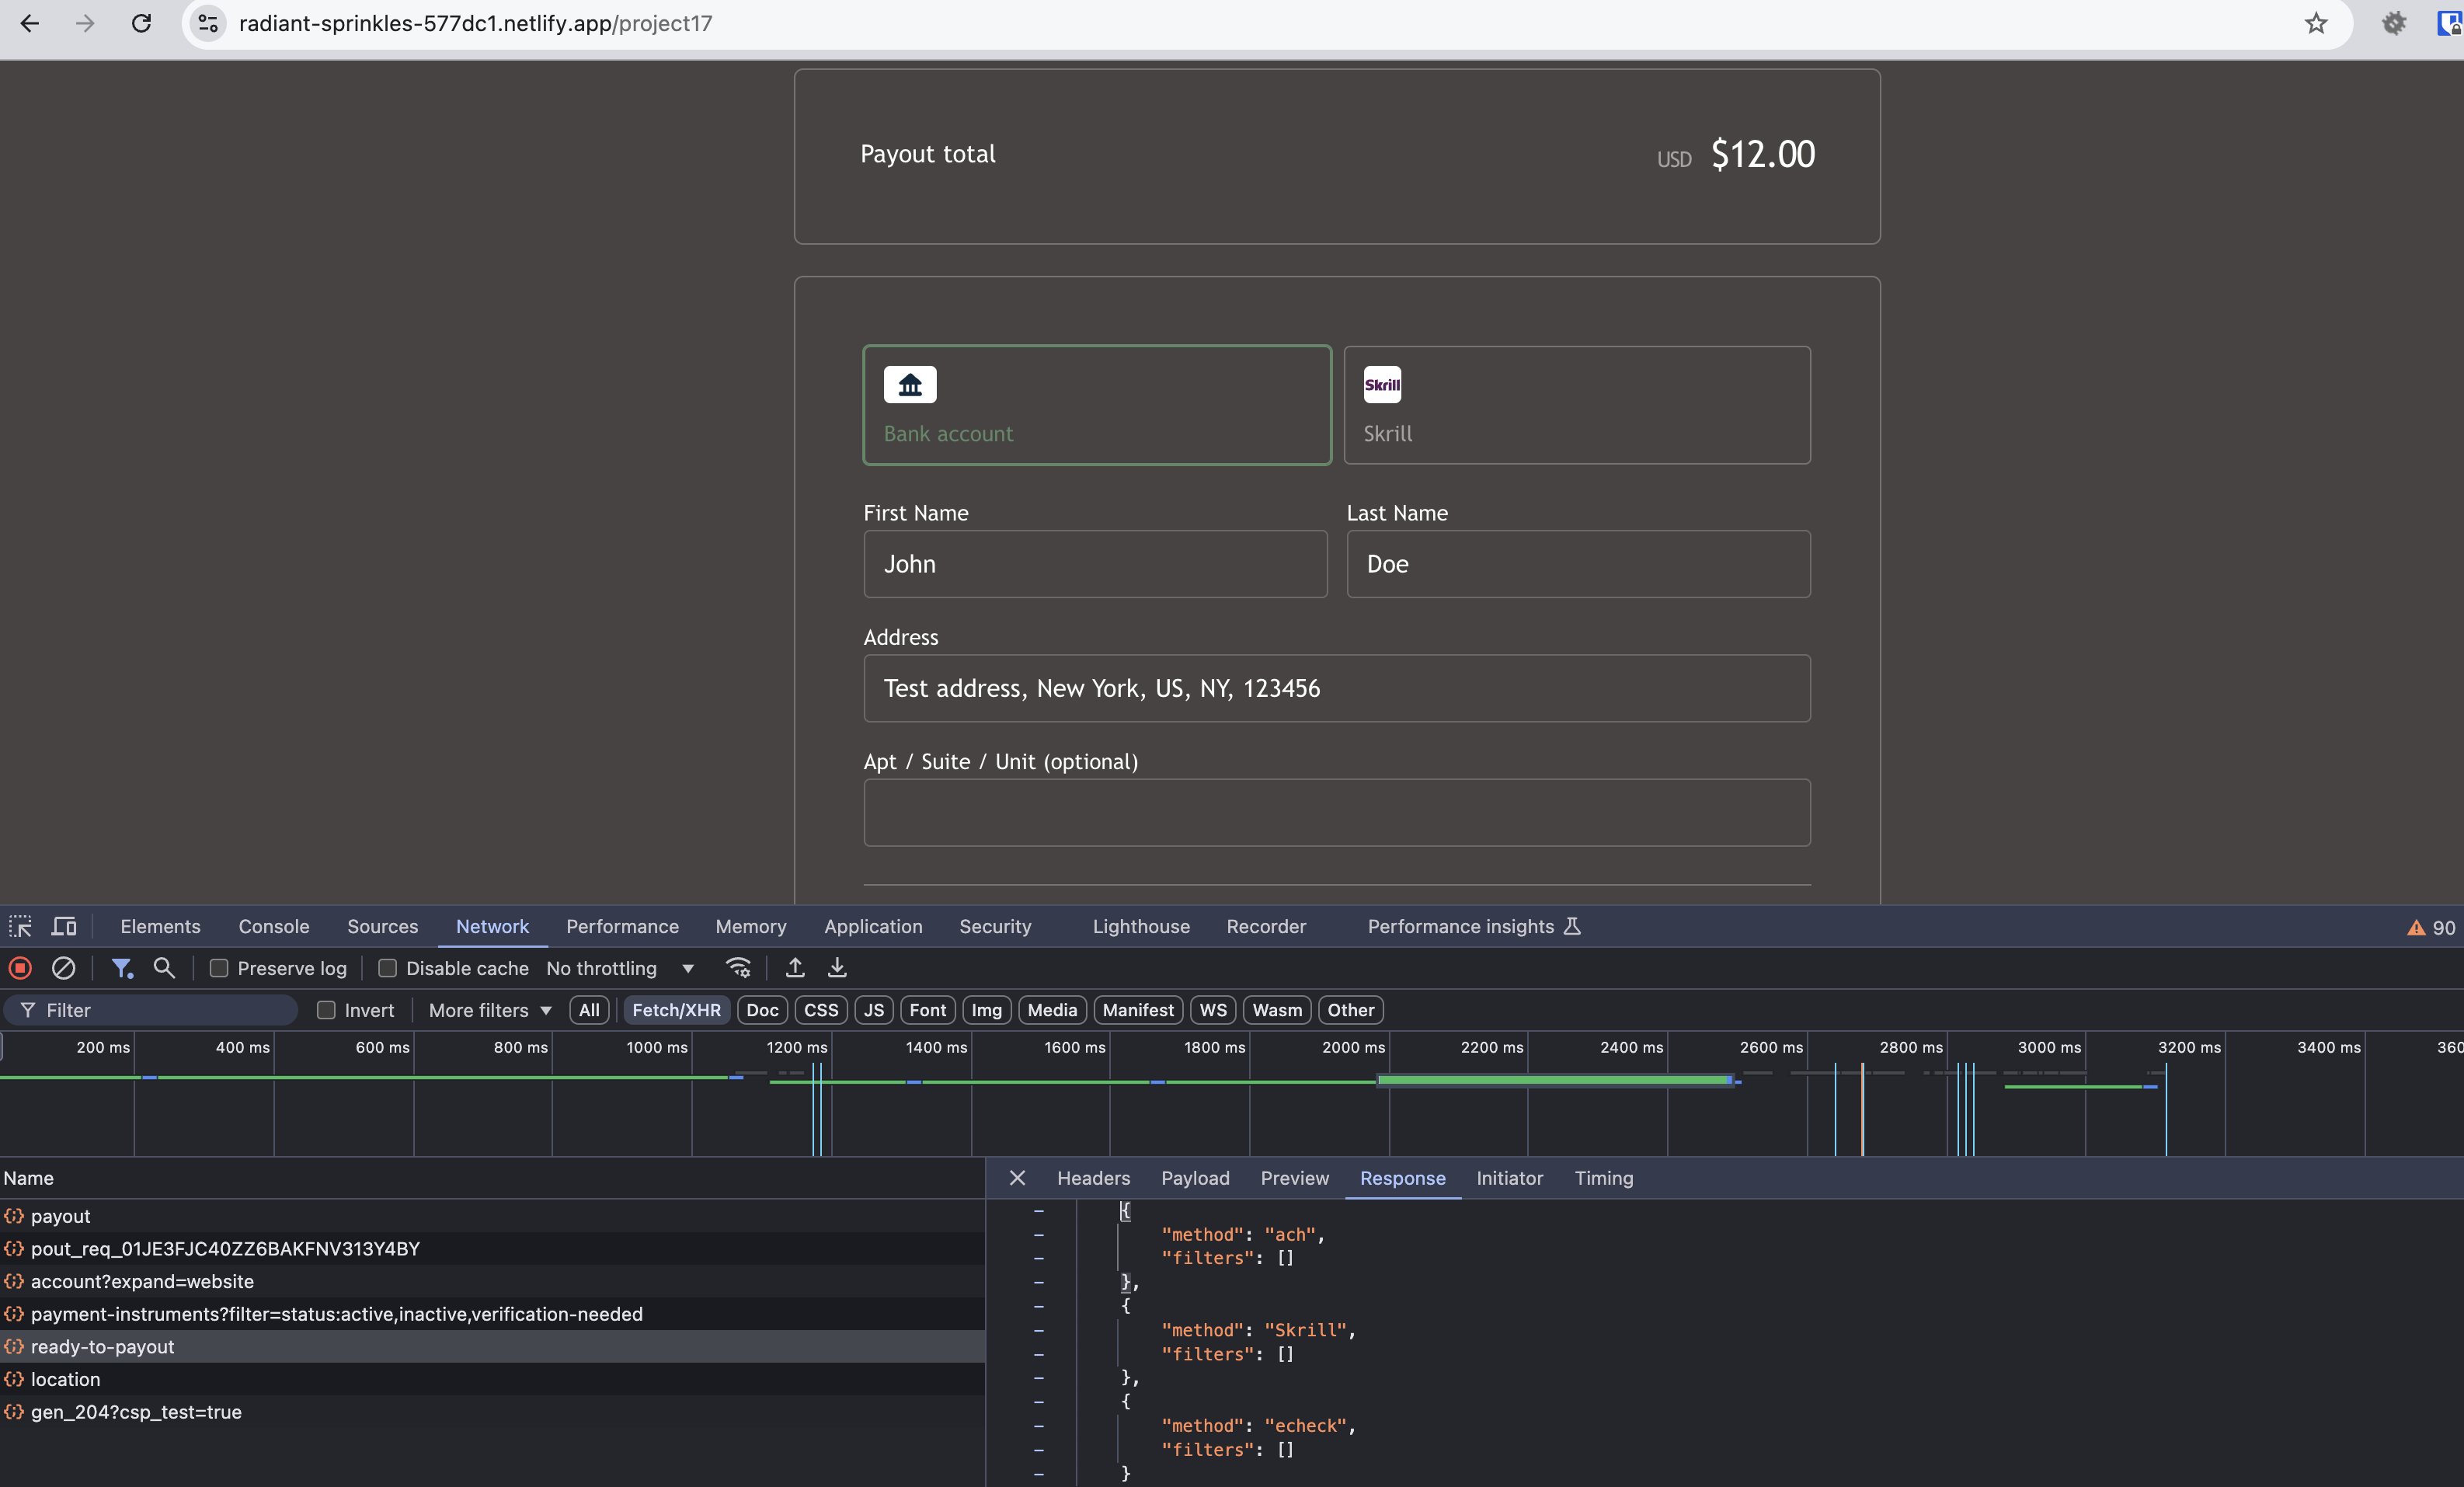 radiant-sprinkles-577dc1.netlify.app/project17
Payout total
USD $12.00
Skrill
Bank account
Skrill
First Name
Last Name
John
Doe
Address
Test address, New York, US, NY, 123456
Apt / Suite / Unit (optional)
Elements Console Sources Network Performance Memory Application Security Lighthouse Recorder Performance insights 90
Preserve log Disable cache No throttling
Filter Invert More filters All Fetch/XHR Doc CSS JS Font Img Media Manifest WS Wasm Other
200 ms 400 ms 600 ms 800 ms 1000 ms 1200 ms 1400 ms 1600 ms 1800 ms 2000 ms 2200 ms 2400 ms 2600 ms 2800 ms 3000 ms 3200 ms 3400 ms 360
Name
Headers Payload Preview Response Initiator Timing
payout
pout_req_01JE3FJC40ZZ6BAKFNV313Y4BY
account?expand=website
payment-instruments?filter=status:active,inactive,verification-needed
ready-to-payout
location
gen_204?csp_test=true
{
"method": "ach",
"filters": []
},
{
"method": "Skrill",
"filters": []
},
{
"method": "echeck",
"filters": []
}